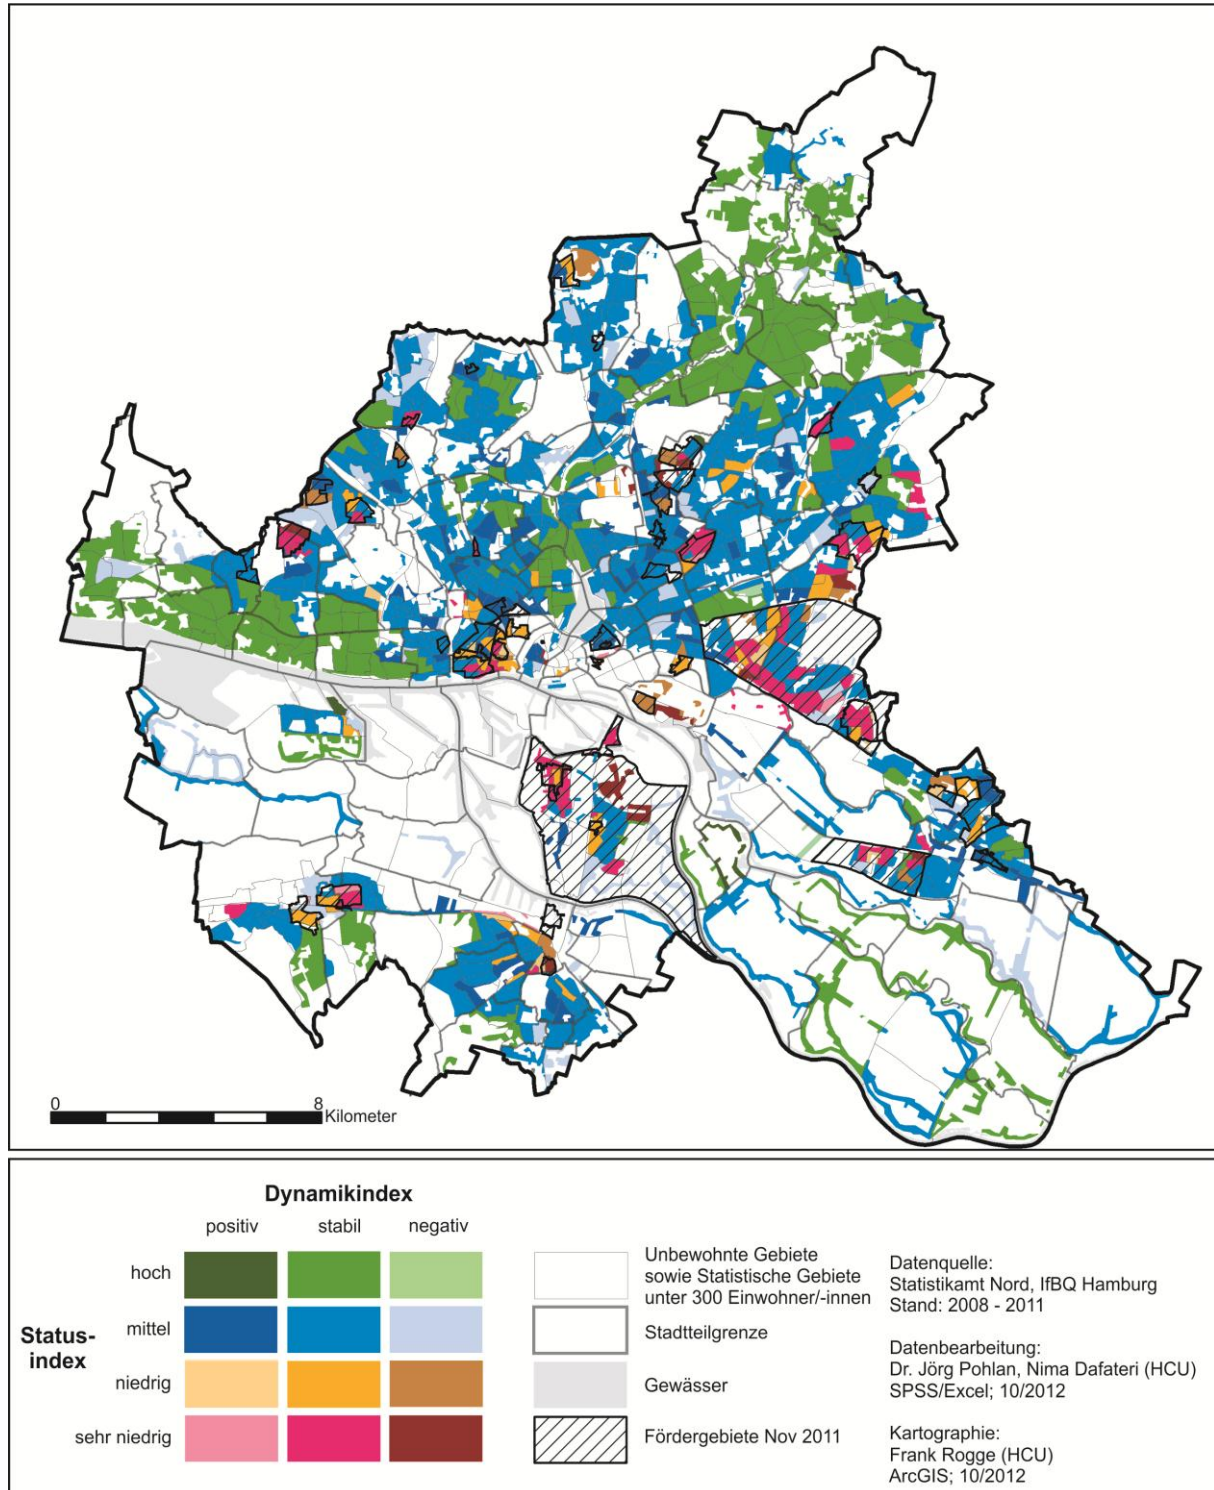 0 8
Kilometer
Dynamikindex
positiv stabil negativ
hoch
mittel
Status-
index
niedrig
sehr niedrig
Unbewohnte Gebiete
sowie Statistische Gebiete
unter 300 Einwohner/-innen
Stadtteilgrenze
Gewässer
Fördergebiete Nov 2011
Datenquelle:
Statistikamt Nord, IfBQ Hamburg
Stand: 2008 - 2011
Datenbearbeitung:
Dr. Jörg Pohlan, Nima Dafateri (HCU)
SPSS/Excel; 10/2012
Kartographie:
Frank Rogge (HCU)
ArcGIS; 10/2012